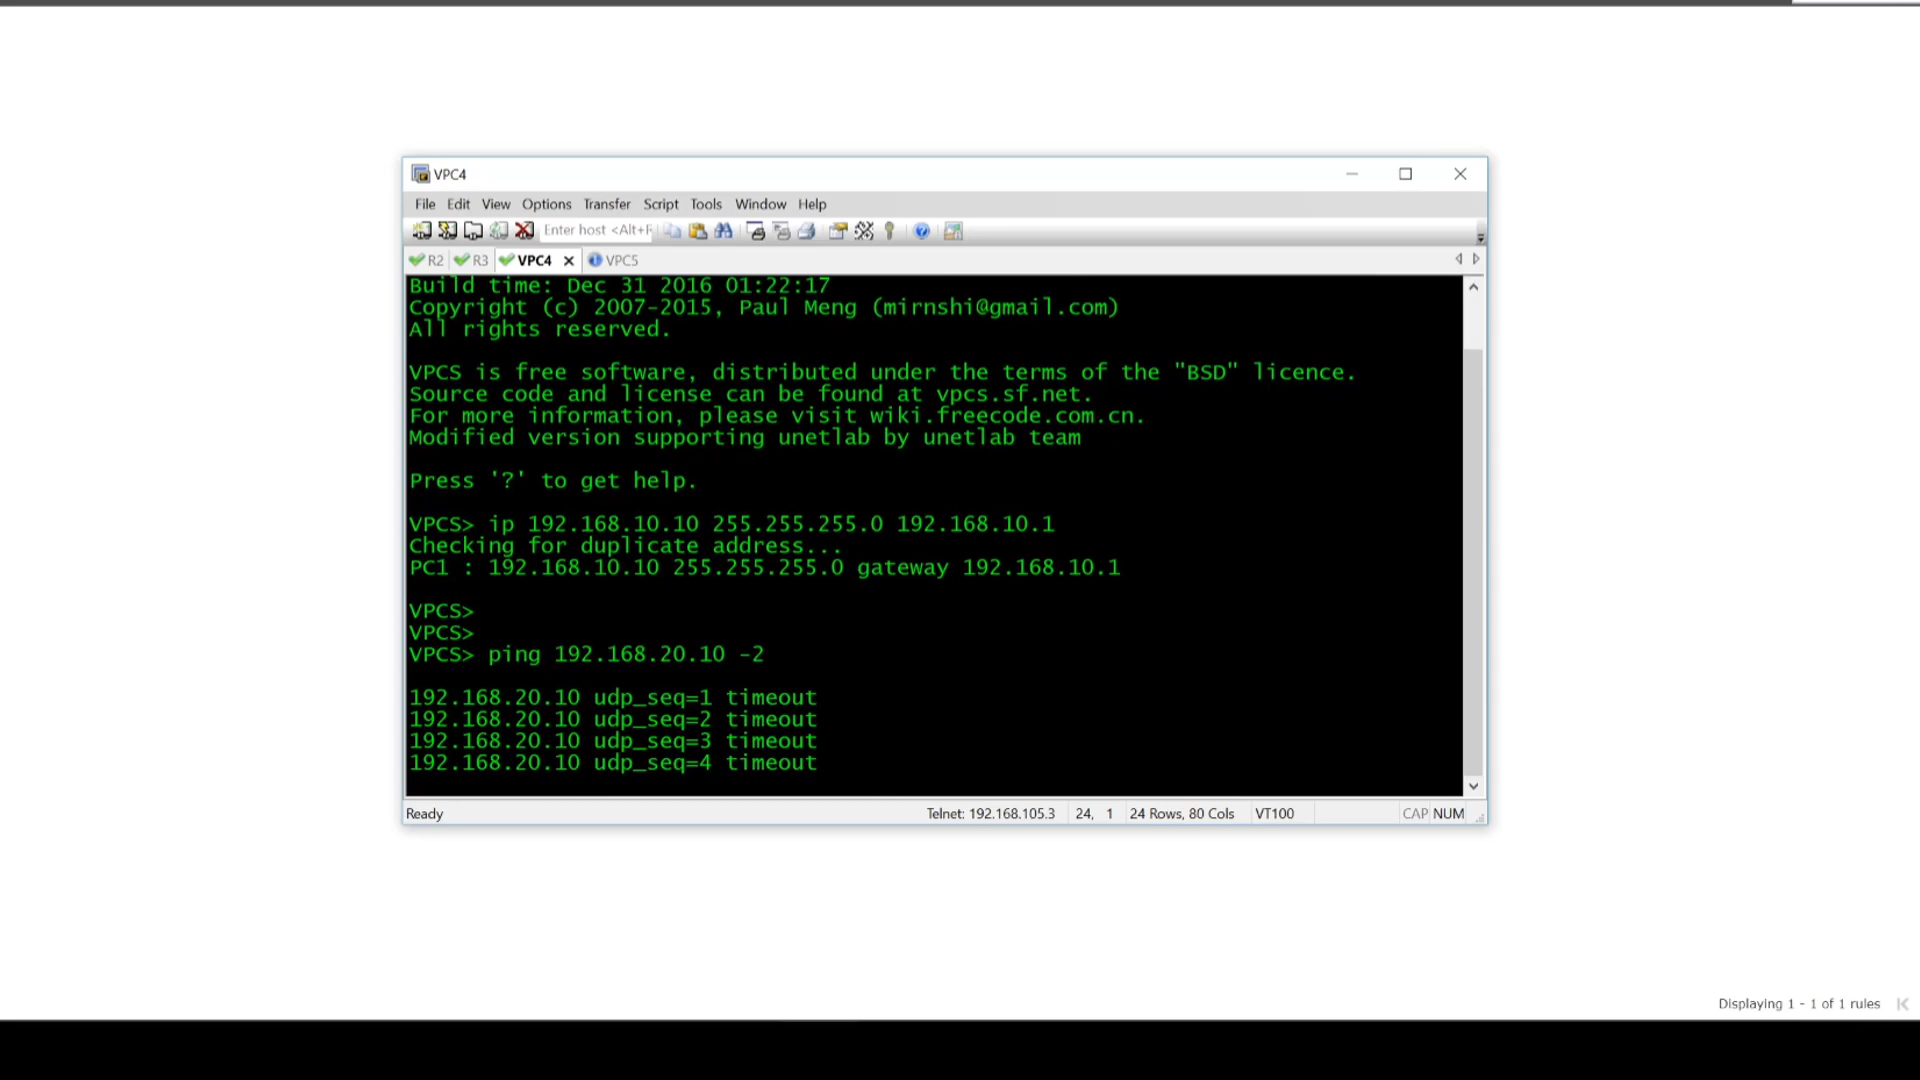 VPC4
File Edit View Options Transfer Script Tools Window Help
Enter host <Alt+R
R2 R3 VPC4 VPC5
Build time: Dec 31 2016 01:22:17
Copyright (c) 2007-2015, Paul Meng (mirnshi@gmail.com)
All rights reserved.
VPCS is free software, distributed under the terms of the "BSD" licence.
Source code and license can be found at vpcs.sf.net.
For more information, please visit wiki.freecode.com.cn.
Modified version supporting unetlab by unetlab team
Press '?' to get help.
VPCS> ip 192.168.10.10 255.255.255.0 192.168.10.1
Checking for duplicate address...
PC1 : 192.168.10.10 255.255.255.0 gateway 192.168.10.1
VPCS>
VPCS>
VPCS> ping 192.168.20.10 -2
192.168.20.10 udp_seq=1 timeout
192.168.20.10 udp_seq=2 timeout
192.168.20.10 udp_seq=3 timeout
192.168.20.10 udp_seq=4 timeout
Ready Telnet: 192.168.105.3 24, 1 24 Rows, 80 Cols VT100 CAP NUM
Displaying 1 - 1 of 1 rules